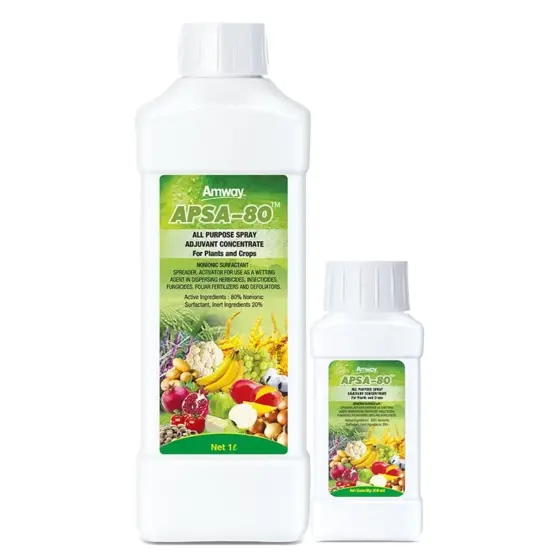 Amway
APSA-80™
ALL PURPOSE SPRAY
ADJUVANT CONCENTRATE
For Plants and Crops
NONIONIC SURFACTANT :
SPREADER, ACTIVATOR FOR USE AS A WETTING
AGENT IN DISPERSING HERBICIDES, INSECTICIDES,
FUNGICIDES, FOLIAR FERTILIZERS AND DEFOLIATORS.
Active Ingredients : 80% Nonionic
Surfactant, Inert Ingredients 20%
Net 1ℓ
Amway
APSA-80™
ALL PURPOSE SPRAY
ADJUVANT CONCENTRATE
For Plants and Crops